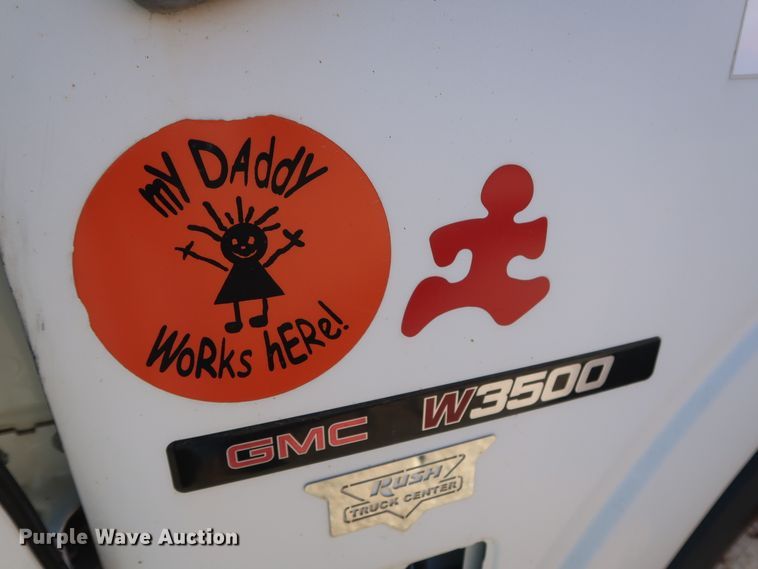 mY DAddY
WoRks hERe!
GMC W3500
RUSH
TRUCK CENTER
Purple Wave Auction